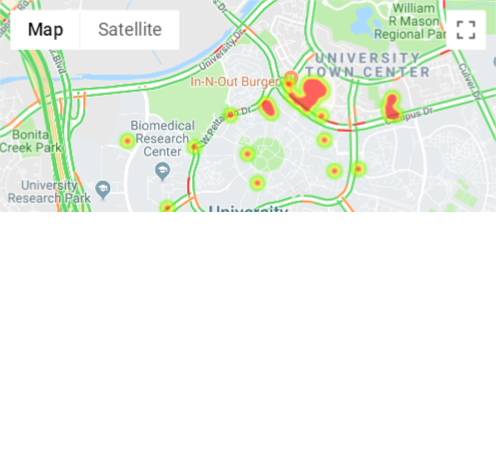 Map
Satellite
William
R Mason
Regional Par
University Dr
r Dr
Culver Dr
UNIVERSITY
TOWN CENTER
In-N-Out Burger
Campus Dr
W Pelta
Biomedical
Research
Center
Bonita
Creek Park
University
Research Park
University